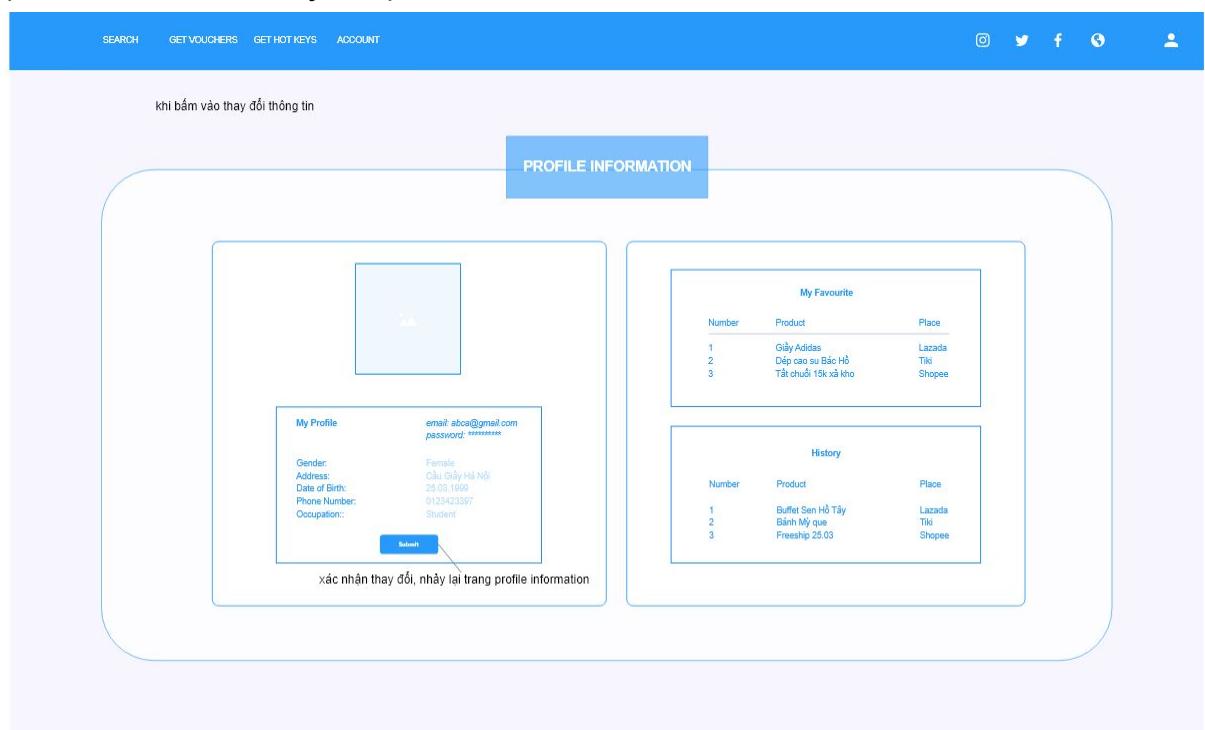 SEARCH GET VOUCHERS GET HOT KEYS ACCOUNT
khi bấm vào thay đổi thông tin
PROFILE INFORMATION
My Profile email: abca@gmail.com
password: **********
Gender: Female
Address: Cầu Giấy Hà Nội
Date of Birth: 25.03.1999
Phone Number: 0123423397
Occupation:: Student
Submit
xác nhận thay đổi, nhảy lại trang profile information
My Favourite
Number Product Place
1 Giầy Adidas Lazada
2 Dép cao su Bác Hồ Tiki
3 Tất chuối 15k xả kho Shopee
History
Number Product Place
1 Buffet Sen Hồ Tây Lazada
2 Bánh Mỳ que Tiki
3 Freeship 25.03 Shopee